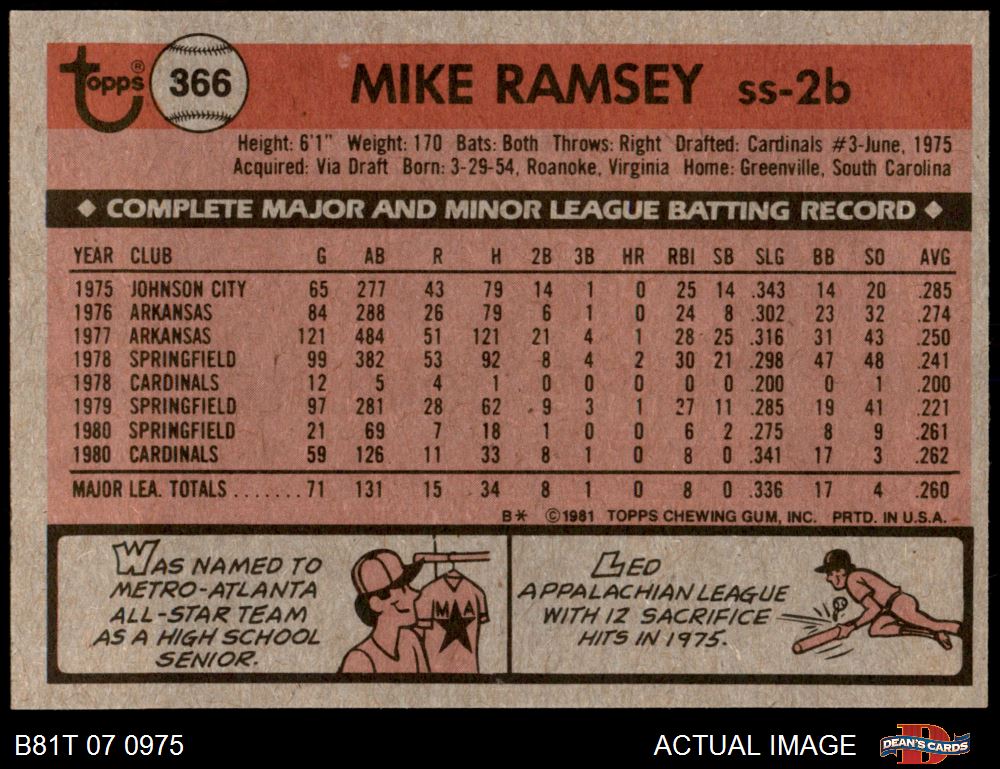 Topps®
366
MIKE RAMSEY ss-2b
Height: 6'1" Weight: 170 Bats: Both Throws: Right Drafted: Cardinals #3-June, 1975
Acquired: Via Draft Born: 3-29-54, Roanoke, Virginia Home: Greenville, South Carolina
◆ COMPLETE MAJOR AND MINOR LEAGUE BATTING RECORD ◆
YEAR CLUB G AB R H 2B 3B HR RBI SB SLG BB SO AVG
1975 JOHNSON CITY 65 277 43 79 14 1 0 25 14 .343 14 20 .285
1976 ARKANSAS 84 288 26 79 6 1 0 24 8 .302 23 32 .274
1977 ARKANSAS 121 484 51 121 21 4 1 28 25 .316 31 43 .250
1978 SPRINGFIELD 99 382 53 92 8 4 2 30 21 .298 47 48 .241
1978 CARDINALS 12 5 4 1 0 0 0 0 0 .200 0 1 .200
1979 SPRINGFIELD 97 281 28 62 9 3 1 27 11 .285 19 41 .221
1980 SPRINGFIELD 21 69 7 18 1 0 0 6 2 .275 8 9 .261
1980 CARDINALS 59 126 11 33 8 1 0 8 0 .341 17 3 .262
MAJOR LEA. TOTALS ....... 71 131 15 34 8 1 0 8 0 .336 17 4 .260
B* ©1981 TOPPS CHEWING GUM, INC. PRTD. IN U.S.A.
WAS NAMED TO
METRO-ATLANTA
ALL-STAR TEAM
AS A HIGH SCHOOL
SENIOR.
M A
LED
APPALACHIAN LEAGUE
WITH 12 SACRIFICE
HITS IN 1975.
B81T 07 0975
ACTUAL IMAGE
DEAN'S CARDS